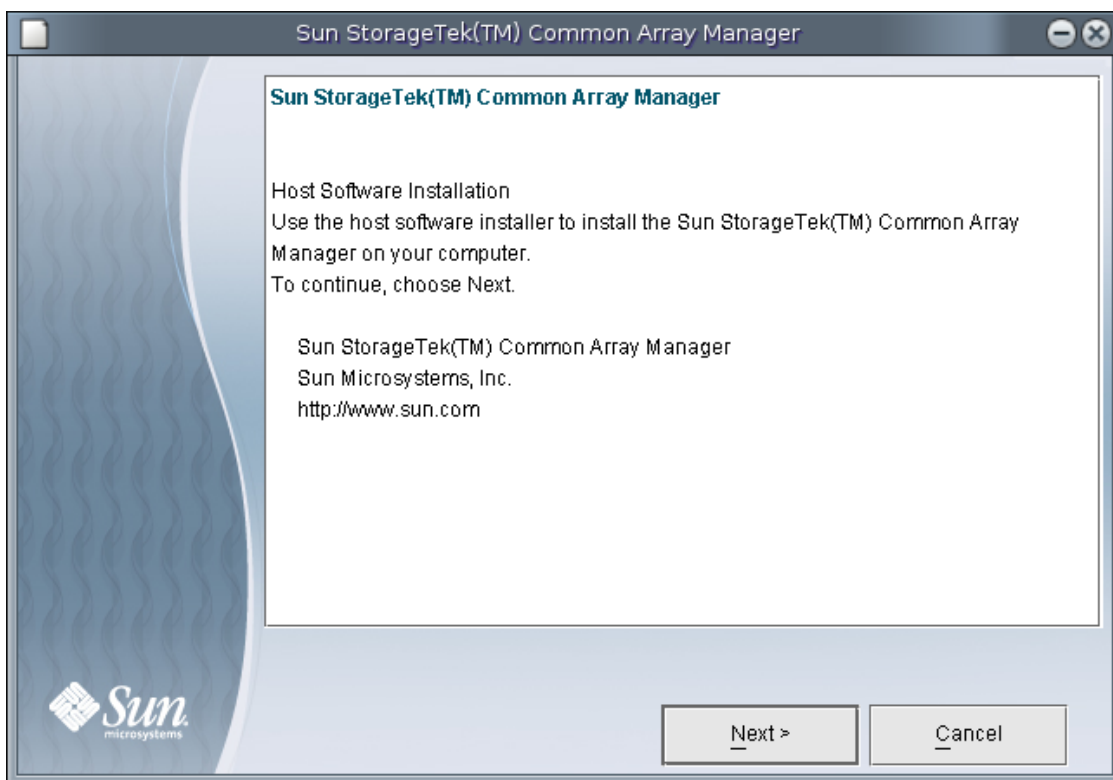 Sun StorageTek(TM) Common Array Manager
Sun StorageTek(TM) Common Array Manager
Host Software Installation
Use the host software installer to install the Sun StorageTek(TM) Common Array
Manager on your computer.
To continue, choose Next.
Sun StorageTek(TM) Common Array Manager
Sun Microsystems, Inc.
http://www.sun.com
Sun
microsystems
Next >
Cancel